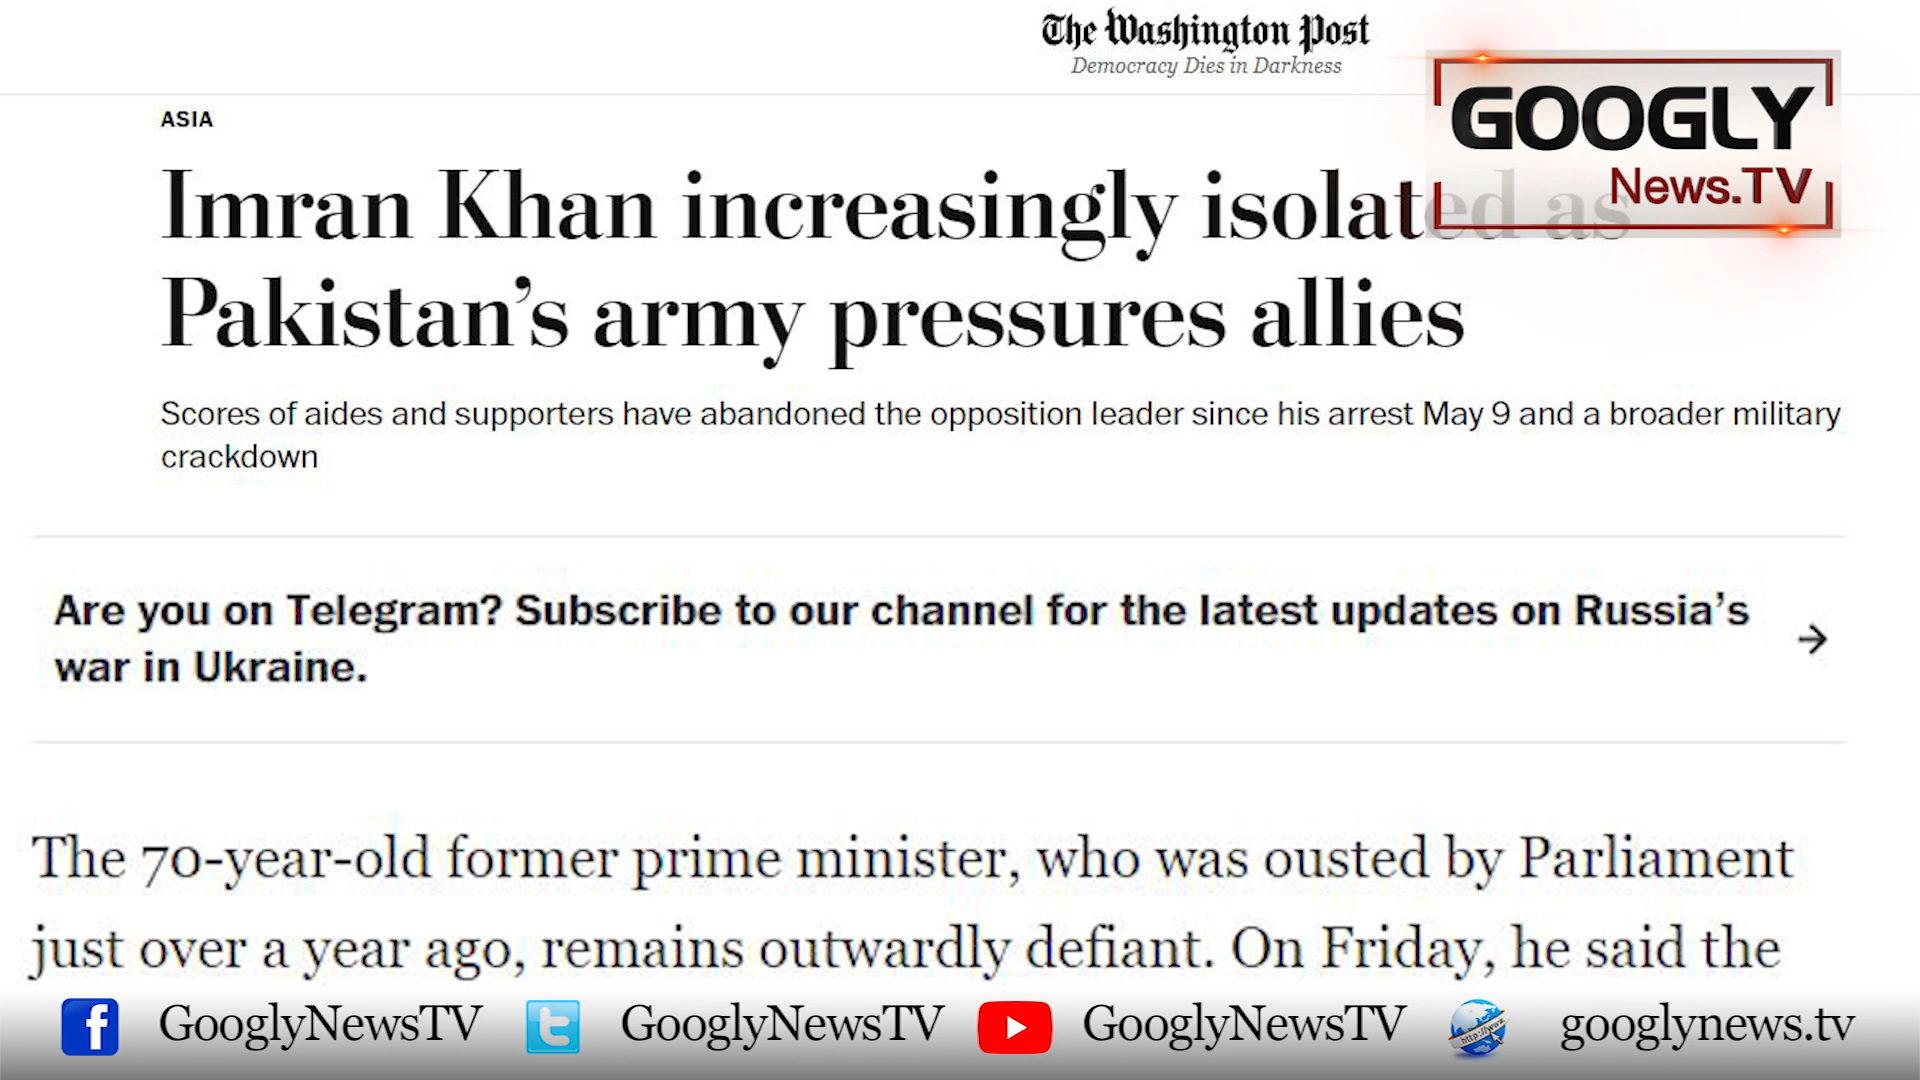 The Washington Post
Democracy Dies in Darkness
GOOGLY
News.TV
ASIA
Imran Khan increasingly isolated as
Pakistan’s army pressures allies
Scores of aides and supporters have abandoned the opposition leader since his arrest May 9 and a broader military
crackdown
Are you on Telegram? Subscribe to our channel for the latest updates on Russia’s
war in Ukraine.
The 70-year-old former prime minister, who was ousted by Parliament
just over a year ago, remains outwardly defiant. On Friday, he said the
GooglyNewsTV GooglyNewsTV GooglyNewsTV http://www googlynews.tv